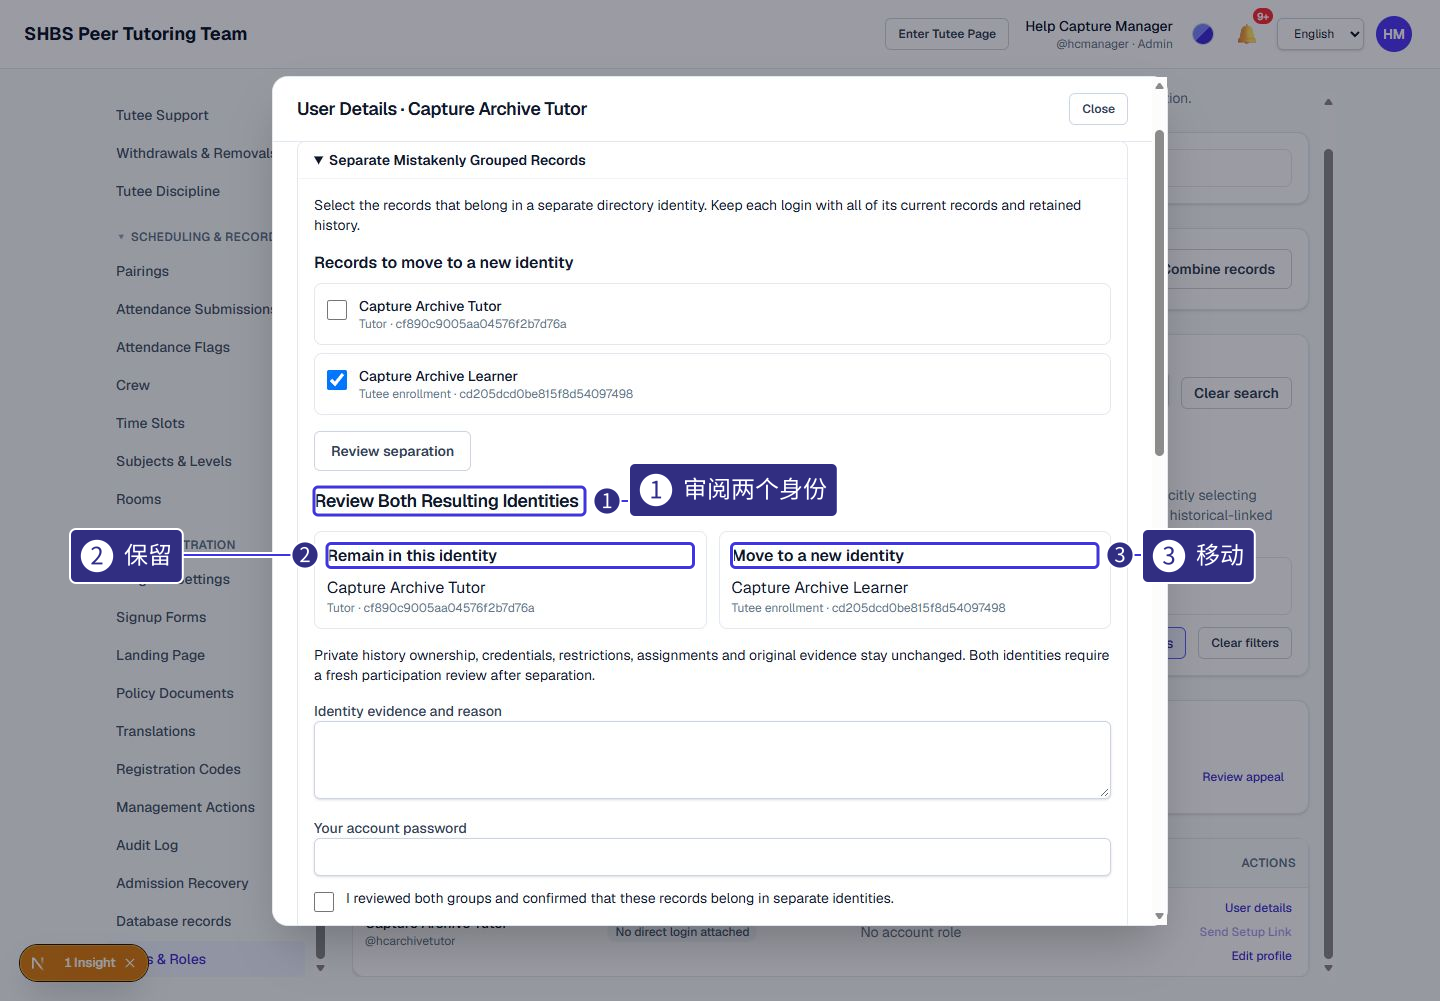 SHBS Peer Tutoring Team
Enter Tutee Page
Help Capture Manager
@hcmanager · Admin
9+
English
HM
Tutee Support
Withdrawals & Removals
Tutee Discipline
SCHEDULING & RECORD
Pairings
Attendance Submissions
Attendance Flags
Crew
Time Slots
Subjects & Levels
Rooms
TRATION
ettings
Signup Forms
Landing Page
Policy Documents
Translations
Registration Codes
Management Actions
Audit Log
Admission Recovery
Database records
s & Roles
N 1 Insight ×
User Details · Capture Archive Tutor
Close
▼ Separate Mistakenly Grouped Records
Select the records that belong in a separate directory identity. Keep each login with all of its current records and retained
history.
Records to move to a new identity
Capture Archive Tutor
Tutor · cf890c9005aa04576f2b7d76a
Capture Archive Learner
Tutee enrollment · cd205dcd0be815f8d54097498
Review separation
Review Both Resulting Identities
1
1 审阅两个身份
2 保留
2
Remain in this identity
Capture Archive Tutor
Tutor · cf890c9005aa04576f2b7d76a
Move to a new identity
3
3 移动
Capture Archive Learner
Tutee enrollment · cd205dcd0be815f8d54097498
Private history ownership, credentials, restrictions, assignments and original evidence stay unchanged. Both identities require
a fresh participation review after separation.
Identity evidence and reason
Your account password
I reviewed both groups and confirmed that these records belong in separate identities.
tion.
Combine records
Clear search
citly selecting
historical-linked
s
Clear filters
Review appeal
ACTIONS
User details
Send Setup Link
Edit profile
Capture Archive Tutor
@hcarchivetutor
No direct login attached
No account role